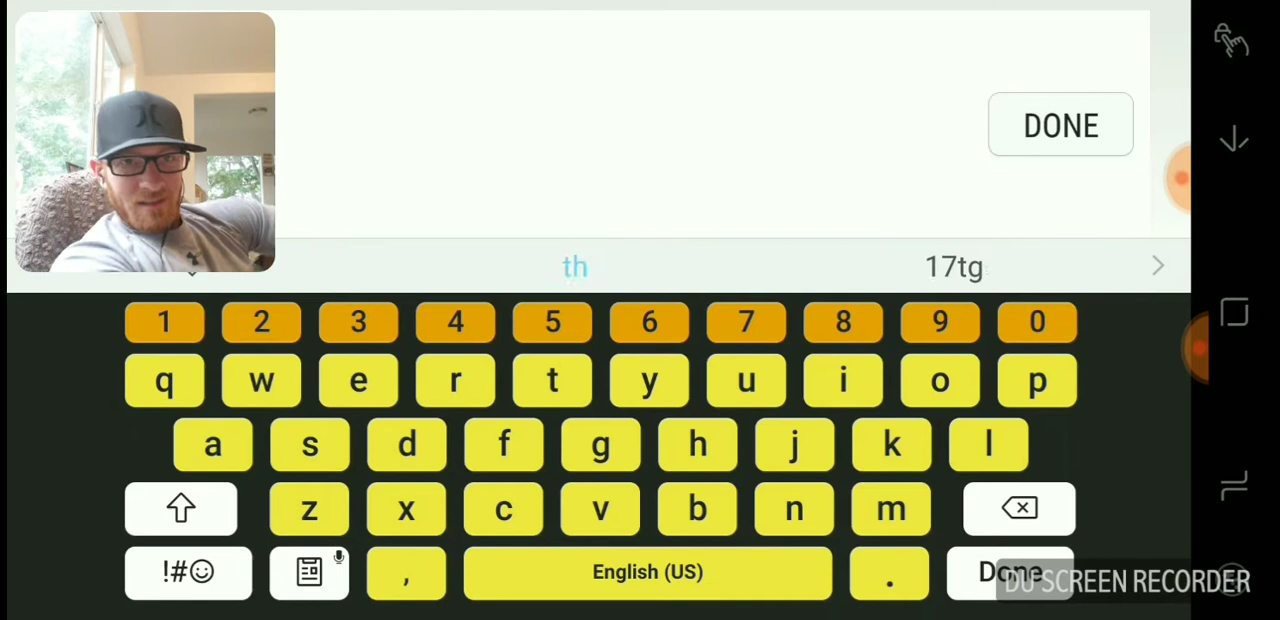 DONE
th 17tg
1 2 3 4 5 6 7 8 9 0
q w e r t y u i o p
a s d f g h j k l
z x c v b n m
!#☺ , English (US) . Done
DU SCREEN RECORDER